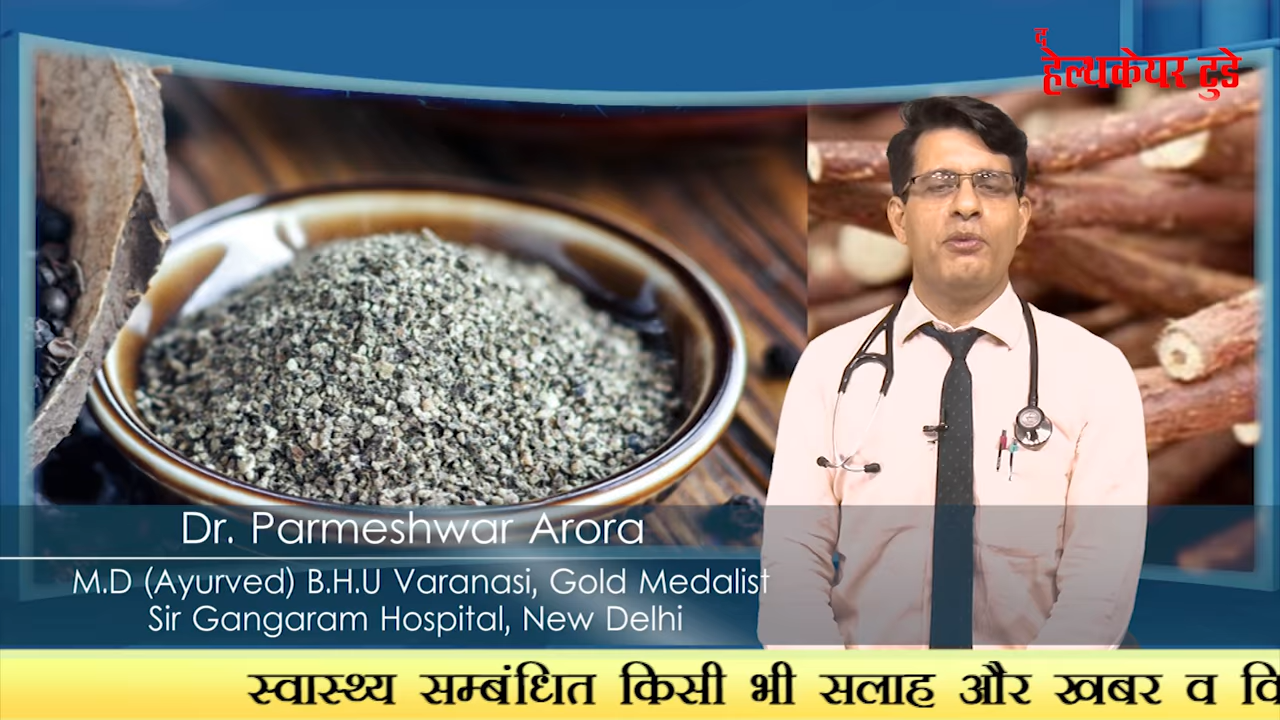 द
हेल्थकेयर टुडे
Dr. Parmeshwar Arora
M.D (Ayurved) B.H.U Varanasi, Gold Medalist
Sir Gangaram Hospital, New Delhi
स्वास्थ्य सम्बंधित किसी भी सलाह और खबर व वि